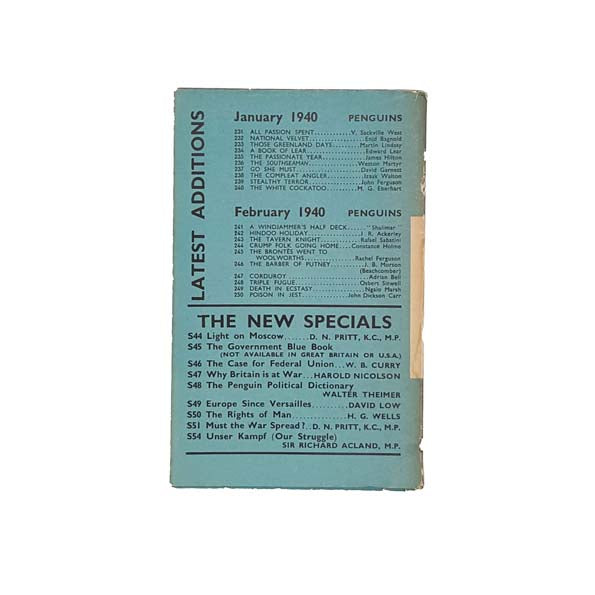 LATEST ADDITIONS
January 1940 PENGUINS
231 ALL PASSION SPENT............V. Sackville West
232 NATIONAL VELVET................Enid Bagnold
233 THOSE GREENLAND DAYS.......Martin Lindsay
234 A BOOK OF LEAR..................Edward Lear
235 THE PASSIONATE YEAR...........James Hilton
236 THE SOUTHSEAMAN............Weston Martyr
237 GO SHE MUST....................David Garnett
238 THE COMPLEAT ANGLER...........Izaak Walton
239 STEALTHY TERROR...............John Ferguson
240 THE WHITE COCKATOO.........M. G. Eberhart
February 1940 PENGUINS
241 A WINDJAMMER'S HALF DECK......"Shalimar"
242 HINDOO HOLIDAY...............J. R. Ackerley
243 THE TAVERN KNIGHT............Rafael Sabatini
244 CRUMP FOLK GOING HOME...Constance Holme
245 THE BRONTËS WENT TO
WOOLWORTHS................Rachel Ferguson
246 THE BARBER OF PUTNEY.........J. B. Morton
(Beachcomber)
247 CORDUROY........................Adrian Bell
248 TRIPLE FUGUE...................Osbert Sitwell
249 DEATH IN ECSTASY...............Ngaio Marsh
250 POISON IN JEST..............John Dickson Carr
THE NEW SPECIALS
S44 Light on Moscow.......D. N. PRITT, K.C., M.P.
S45 The Government Blue Book
(NOT AVAILABLE IN GREAT BRITAIN OR U.S.A.)
S46 The Case for Federal Union...W. B. CURRY
S47 Why Britain is at War...HAROLD NICOLSON
S48 The Penguin Political Dictionary
WALTER THEIMER
S49 Europe Since Versailles..........DAVID LOW
S50 The Rights of Man...............H. G. WELLS
S51 Must the War Spread?..D. N. PRITT, K.C., M.P.
S54 Unser Kampf (Our Struggle)
SIR RICHARD ACLAND, M.P.